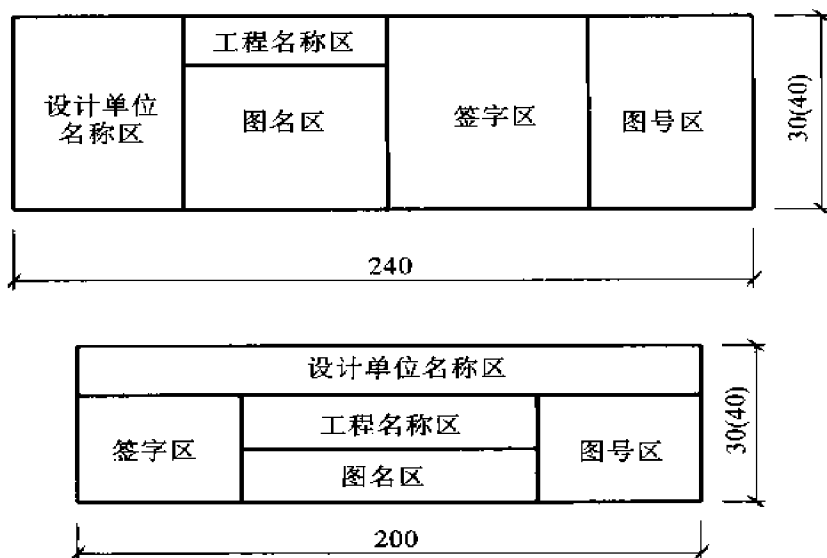 工程名称区
设计单位
名称区
图名区
签字区
图号区
30(40)
240
设计单位名称区
签字区
工程名称区
图名区
图号区
30(40)
200